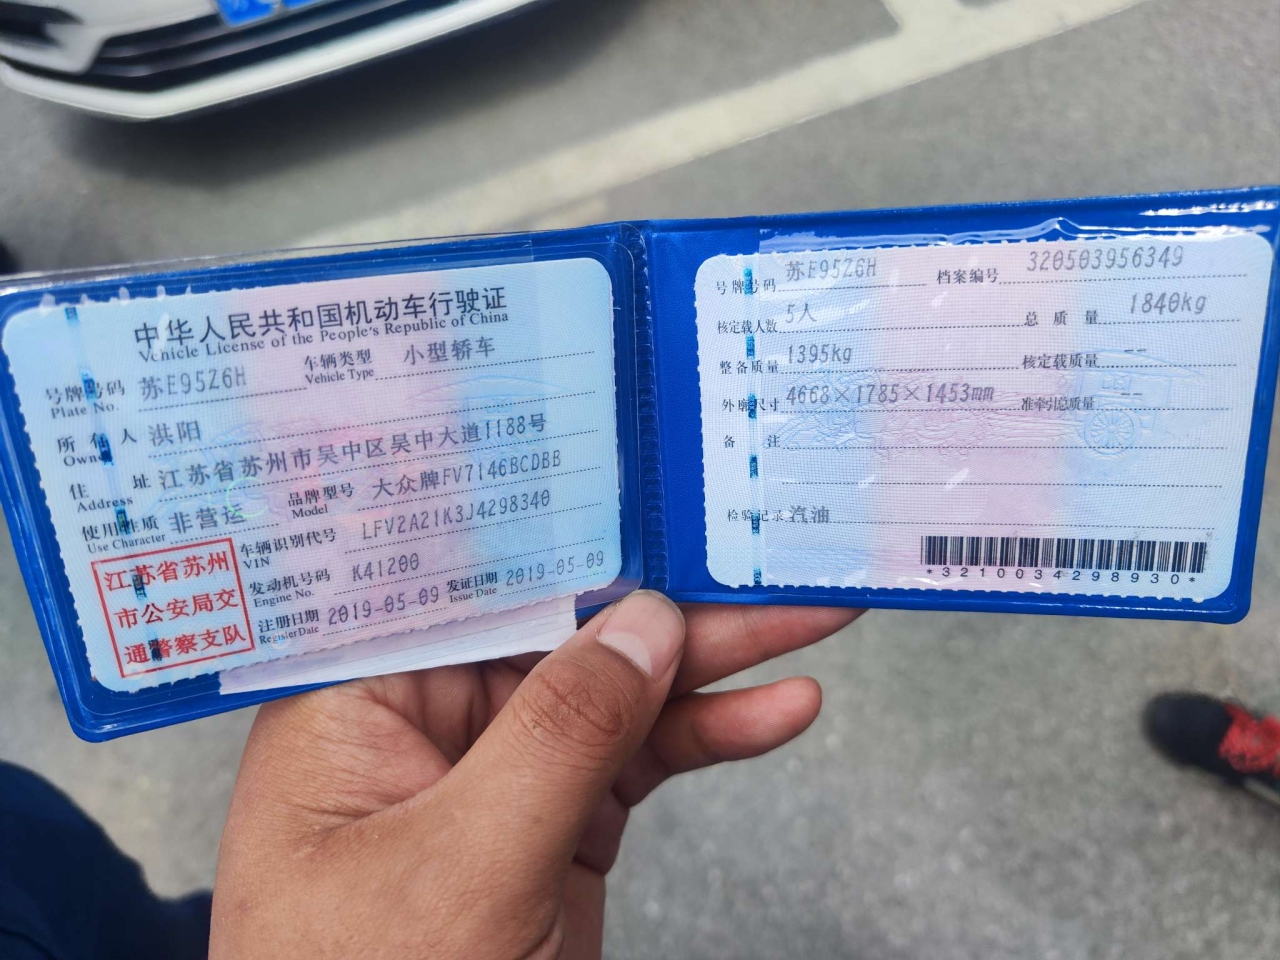 中华人民共和国机动车行驶证
Vehicle License of the People's Republic of China
号牌号码 苏E95Z6H 车辆类型 小型轿车
Plate No. Vehicle Type
所有人 洪阳
Owner
住址 江苏省苏州市吴中区吴中大道1188号
Address
使用性质 非营运 品牌型号 大众牌FV7146BCDBB
Use Character Model
车辆识别代号 LFV2A21K3J4298340
VIN
发动机号码 K41200
Engine No.
注册日期 2019-05-09 发证日期 2019-05-09
Register Date Issue Date
江苏省苏州
市公安局交
通警察支队
号牌号码 苏E95Z6H 档案编号 320503956349
核定载人数 5人 总质量 1840kg
整备质量 1395kg 核定载质量 --
外廓尺寸 4668×1785×1453mm 准牵引总质量 --
备注
检验记录 汽油
*3210034298930*